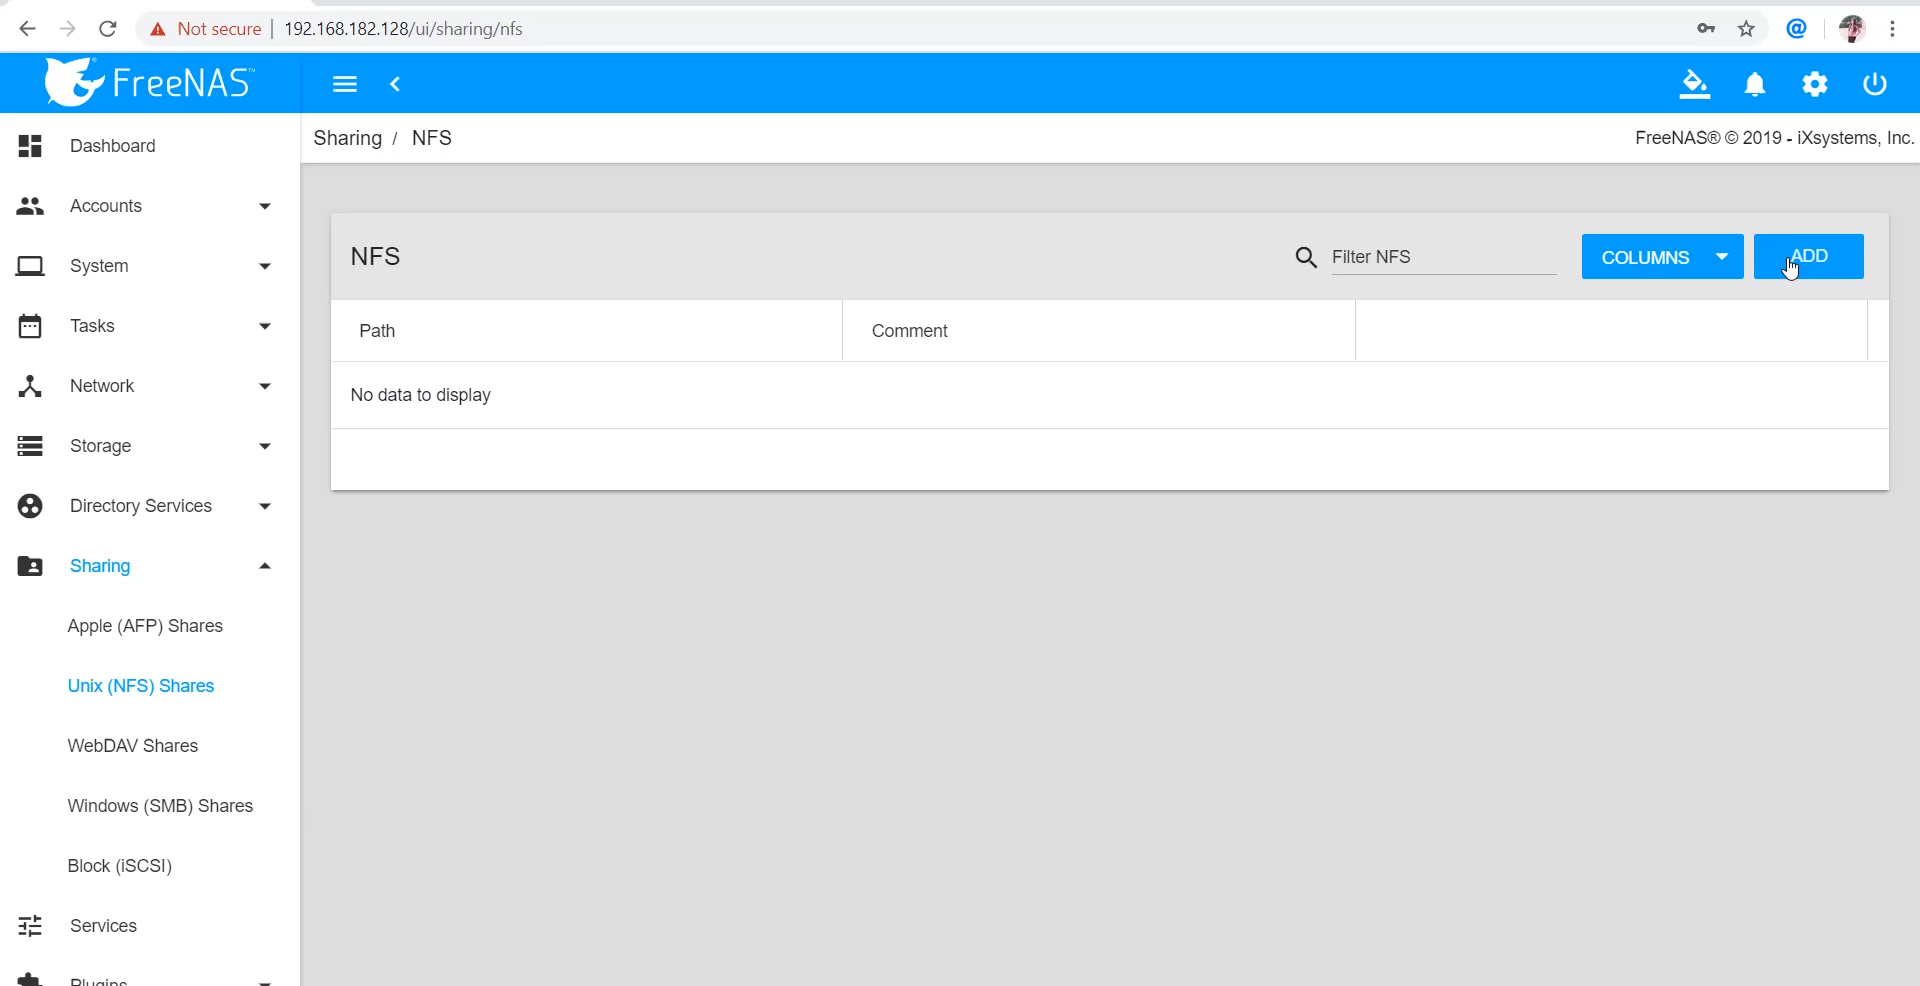 Not secure | 192.168.182.128/ui/sharing/nfs
FreeNAS™
Sharing / NFS
FreeNAS® © 2019 - iXsystems, Inc.
Dashboard
Accounts
System
Tasks
Network
Storage
Directory Services
Sharing
Apple (AFP) Shares
Unix (NFS) Shares
WebDAV Shares
Windows (SMB) Shares
Block (iSCSI)
Services
Plugins
NFS
Filter NFS
COLUMNS
ADD
Path
Comment
No data to display